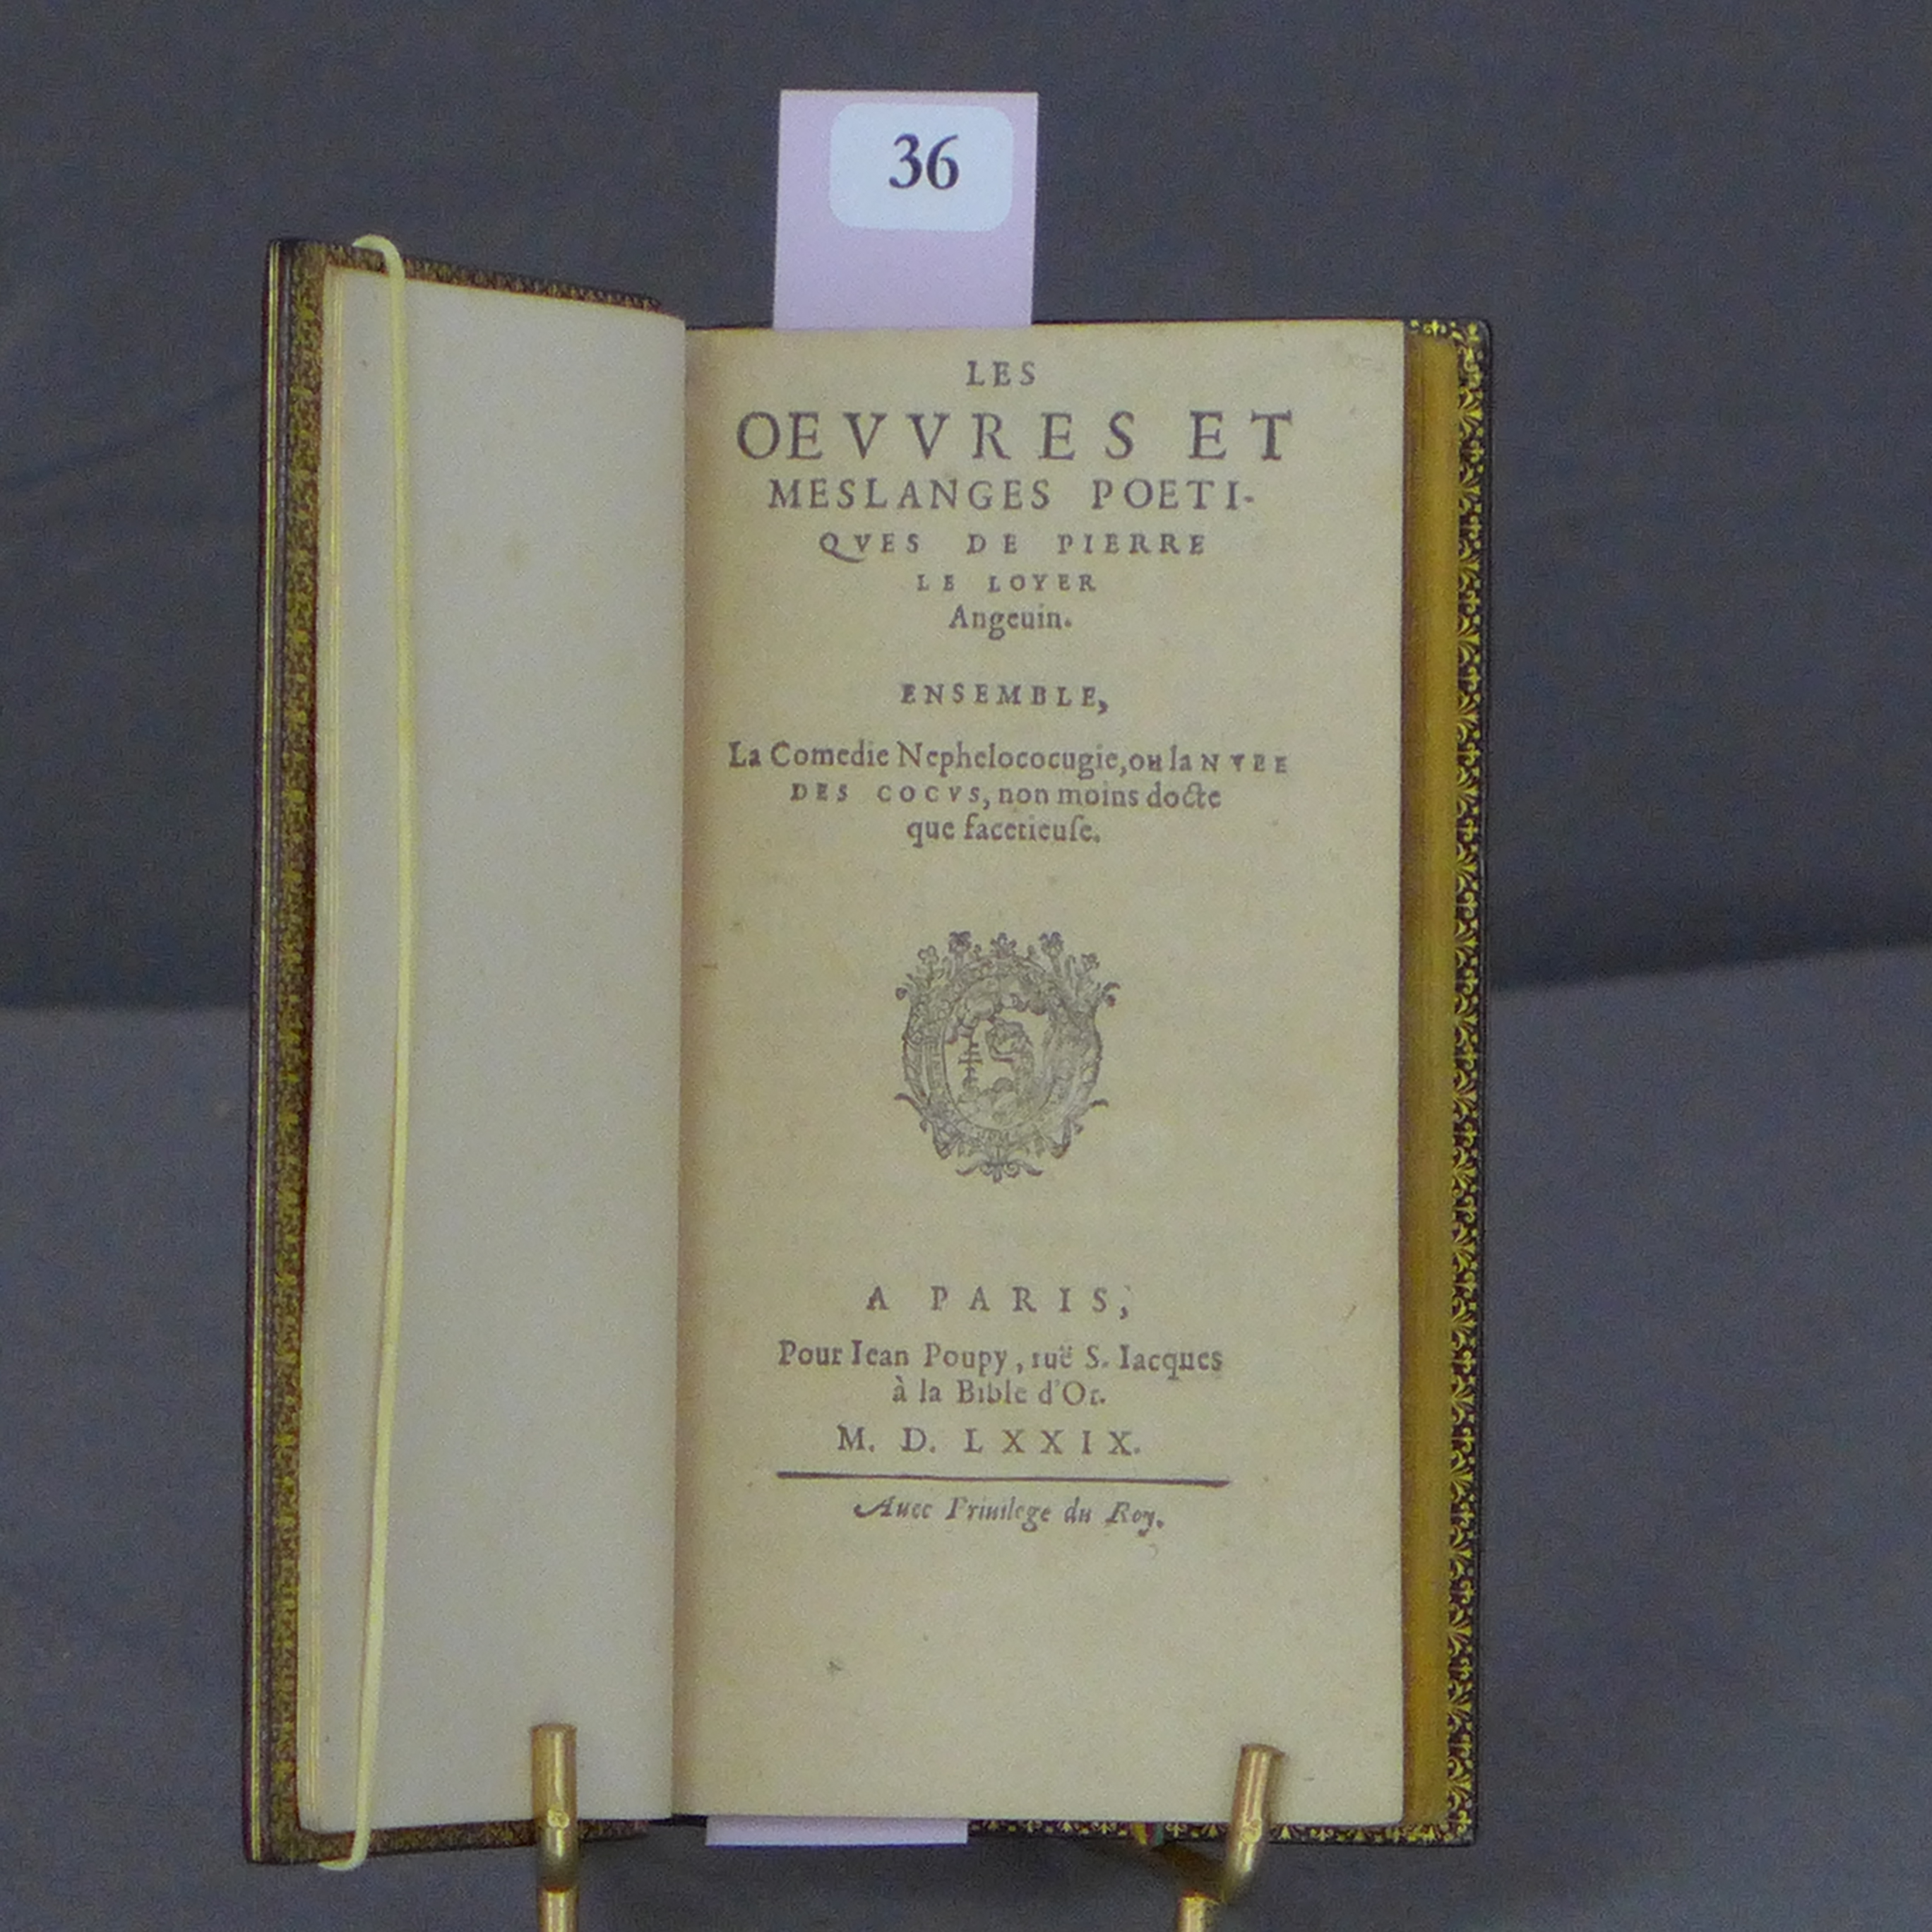 36
LES
OEVVRES ET
MESLANGES POETI-
QVES DE PIERRE
LE LOYER
Angeuin.
ENSEMBLE,
La Comedie Nephelococugie, ou la NVEE
DES COCVS, non moins docte
que facetieuſe.
A PARIS,
Pour Iean Poupy, ruë S. Iacques
à la Bible d'Or.
M. D. LXXIX.
Auec Priuilege du Roy.